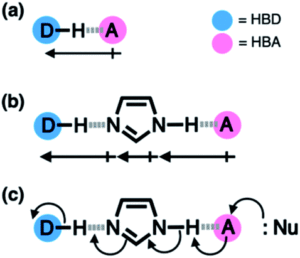 (a)
D–H A
= HBD
= HBA
(b)
D–H N N–H A
(c)
D–H N N–H A : Nu